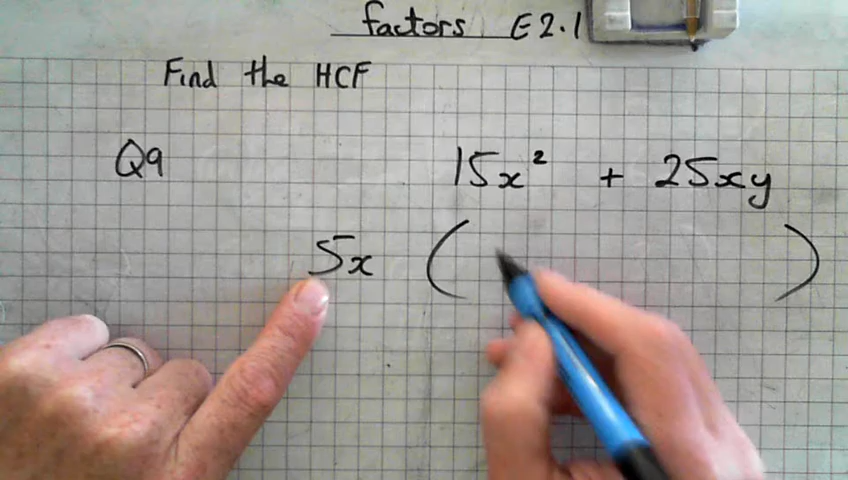 factors E2.1
Find the HCF
Q9 15x² + 25xy
5x ( )